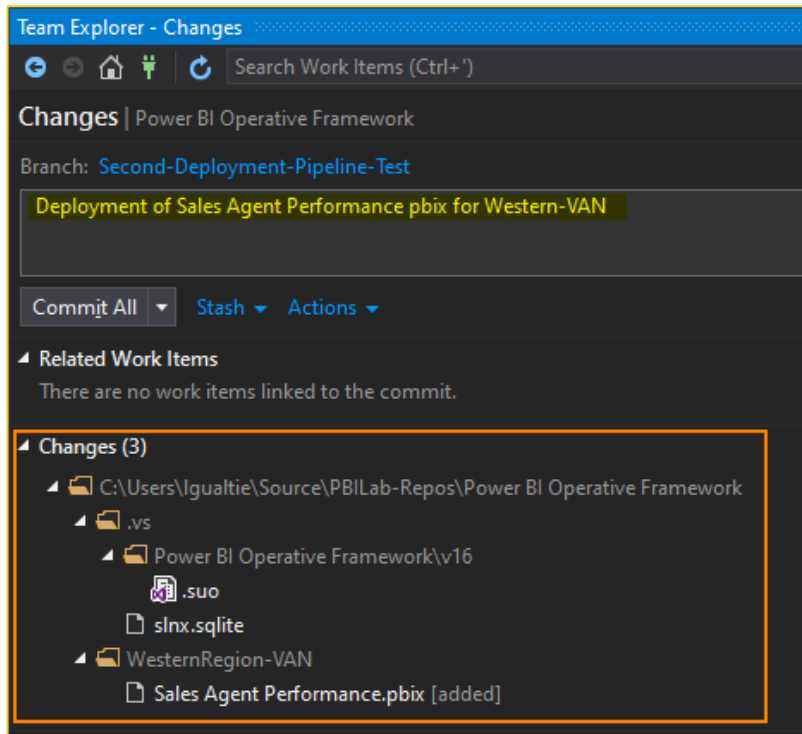 Team Explorer - Changes
Search Work Items (Ctrl+')
Changes | Power BI Operative Framework
Branch: Second-Deployment-Pipeline-Test
Deployment of Sales Agent Performance pbix for Western-VAN
Commit All Stash Actions
Related Work Items
There are no work items linked to the commit.
Changes (3)
C:\Users\Igualtie\Source\PBILab-Repos\Power BI Operative Framework
.vs
Power BI Operative Framework\v16
.suo
slnx.sqlite
WesternRegion-VAN
Sales Agent Performance.pbix [added]